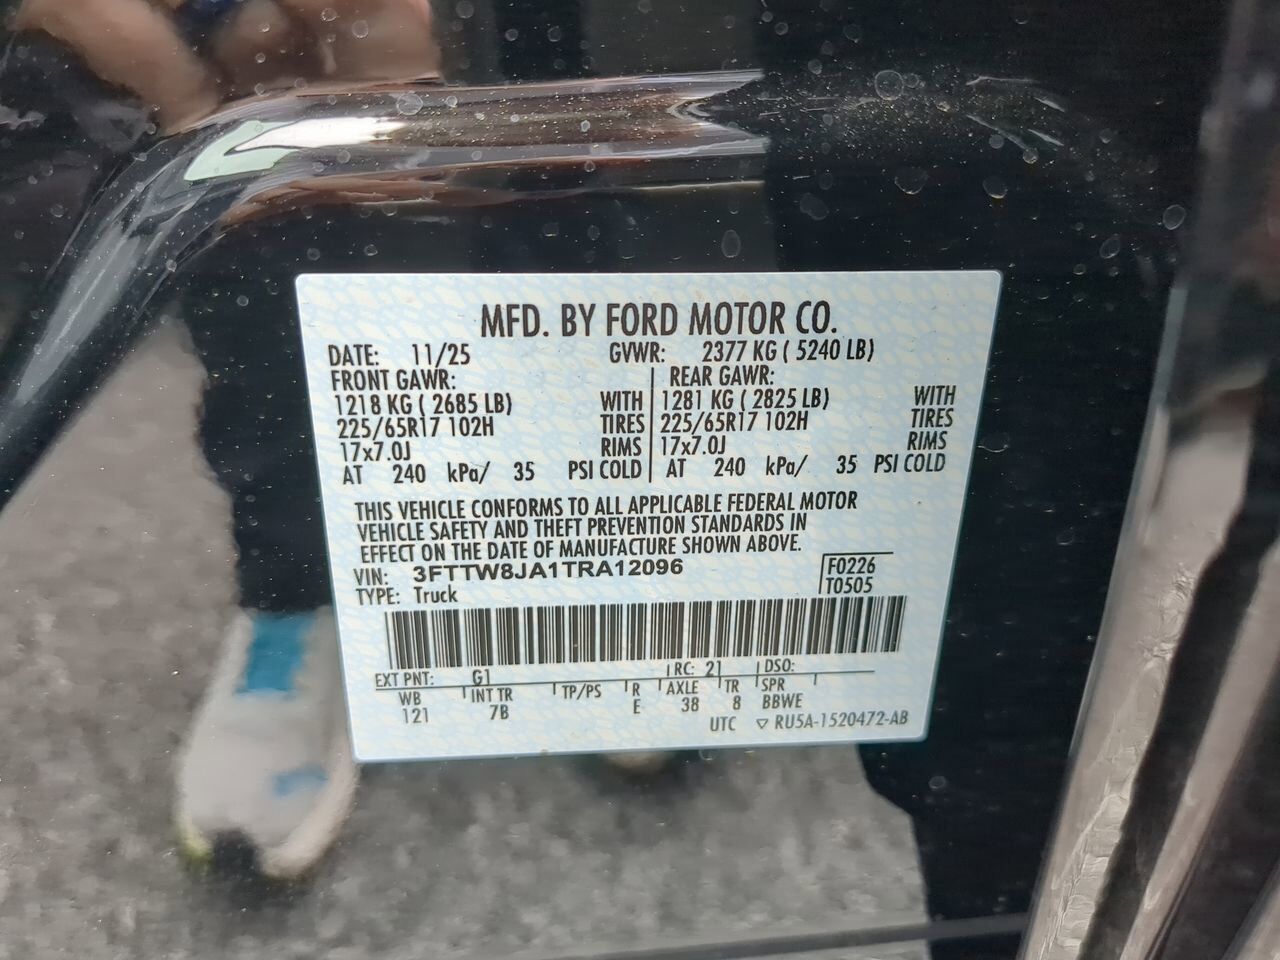 MFD. BY FORD MOTOR CO.
DATE: 11/25 GVWR: 2377 KG ( 5240 LB)
FRONT GAWR: REAR GAWR:
1218 KG ( 2685 LB) WITH 1281 KG ( 2825 LB) WITH
225/65R17 102H TIRES 225/65R17 102H TIRES
17x7.0J RIMS 17x7.0J RIMS
AT 240 kPa/ 35 PSI COLD AT 240 kPa/ 35 PSI COLD
THIS VEHICLE CONFORMS TO ALL APPLICABLE FEDERAL MOTOR
VEHICLE SAFETY AND THEFT PREVENTION STANDARDS IN
EFFECT ON THE DATE OF MANUFACTURE SHOWN ABOVE.
VIN: 3FTTW8JA1TRA12096 F0226
TYPE: Truck T0505
EXT PNT: G1 RC: 21 DSO:
WB INT TR TP/PS R AXLE TR SPR
121 7B E 38 8 BBWE
UTC ▽ RU5A-1520472-AB